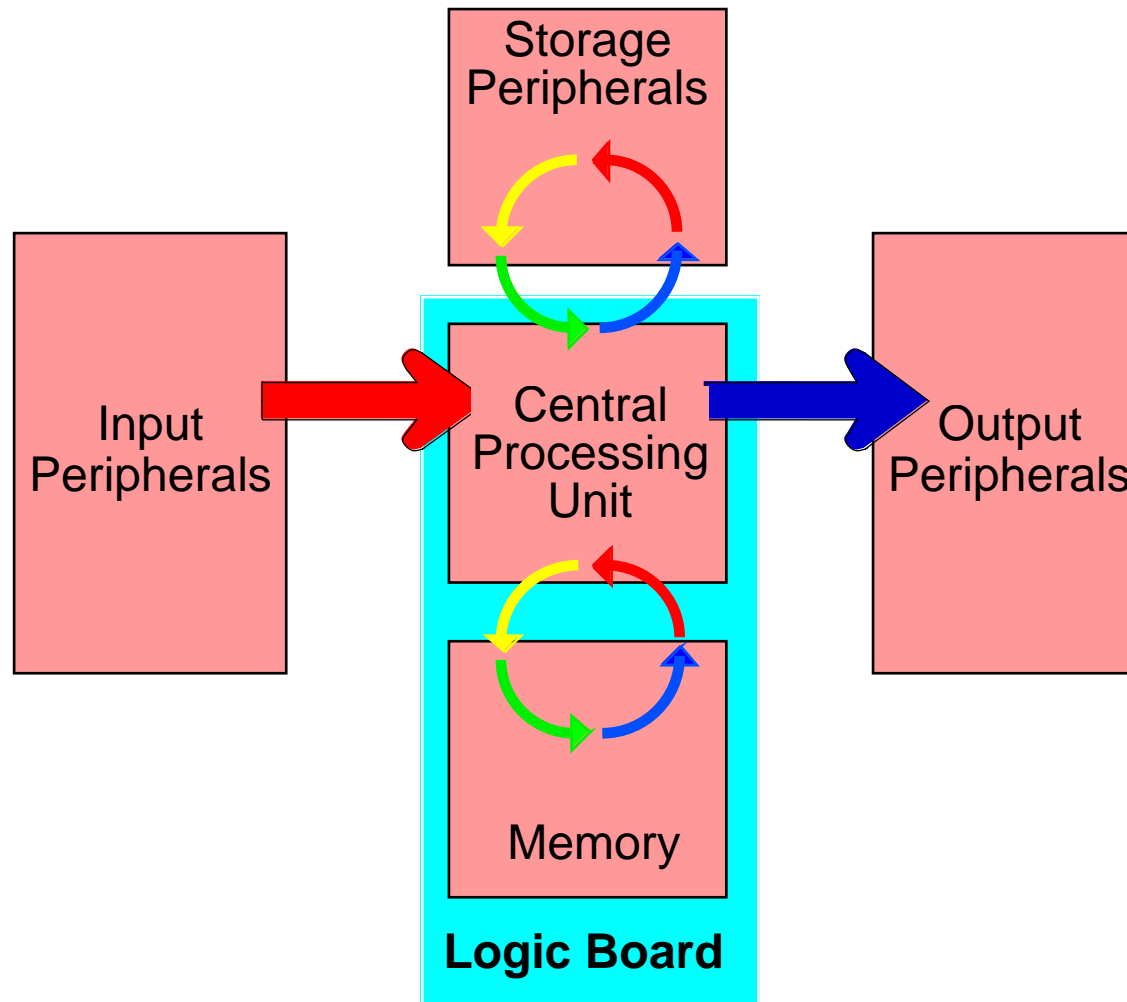 Storage
Peripherals
Input
Peripherals
Central
Processing
Unit
Output
Peripherals
Memory
Logic Board